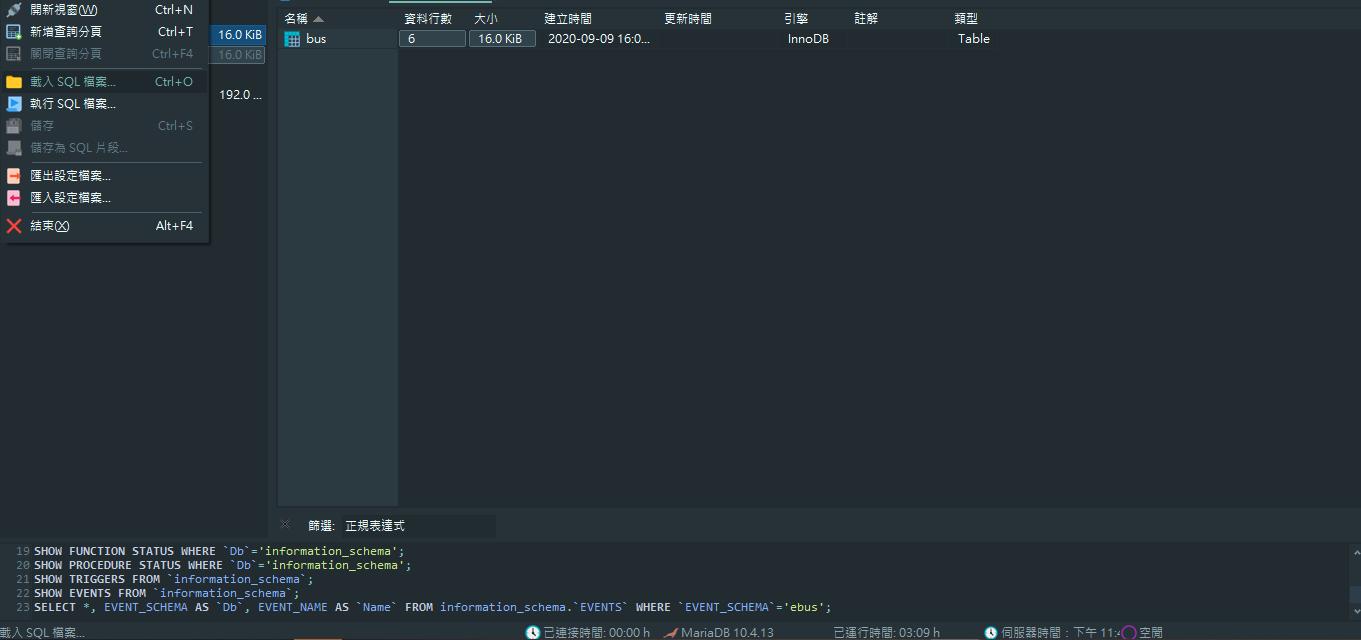 開新視窗(W) Ctrl+N
新增查詢分頁 Ctrl+T
關閉查詢分頁 Ctrl+F4
載入 SQL 檔案... Ctrl+O
執行 SQL 檔案...
儲存 Ctrl+S
儲存為 SQL 片段...
匯出設定檔案...
匯入設定檔案...
結束(X) Alt+F4
16.0 KiB
16.0 KiB
192.0 ...
名稱 資料行數 大小 建立時間 更新時間 引擎 註解 類型
bus 6 16.0 KiB 2020-09-09 16:0... InnoDB Table
篩選: 正規表達式
19 SHOW FUNCTION STATUS WHERE `Db`='information_schema';
20 SHOW PROCEDURE STATUS WHERE `Db`='information_schema';
21 SHOW TRIGGERS FROM `information_schema`;
22 SHOW EVENTS FROM `information_schema`;
23 SELECT *, EVENT_SCHEMA AS `Db`, EVENT_NAME AS `Name` FROM information_schema.`EVENTS` WHERE `EVENT_SCHEMA`='ebus';
載入 SQL 檔案... 已連接時間: 00:00 h MariaDB 10.4.13 已運行時間: 03:09 h 伺服器時間：下午 11:4 空閒